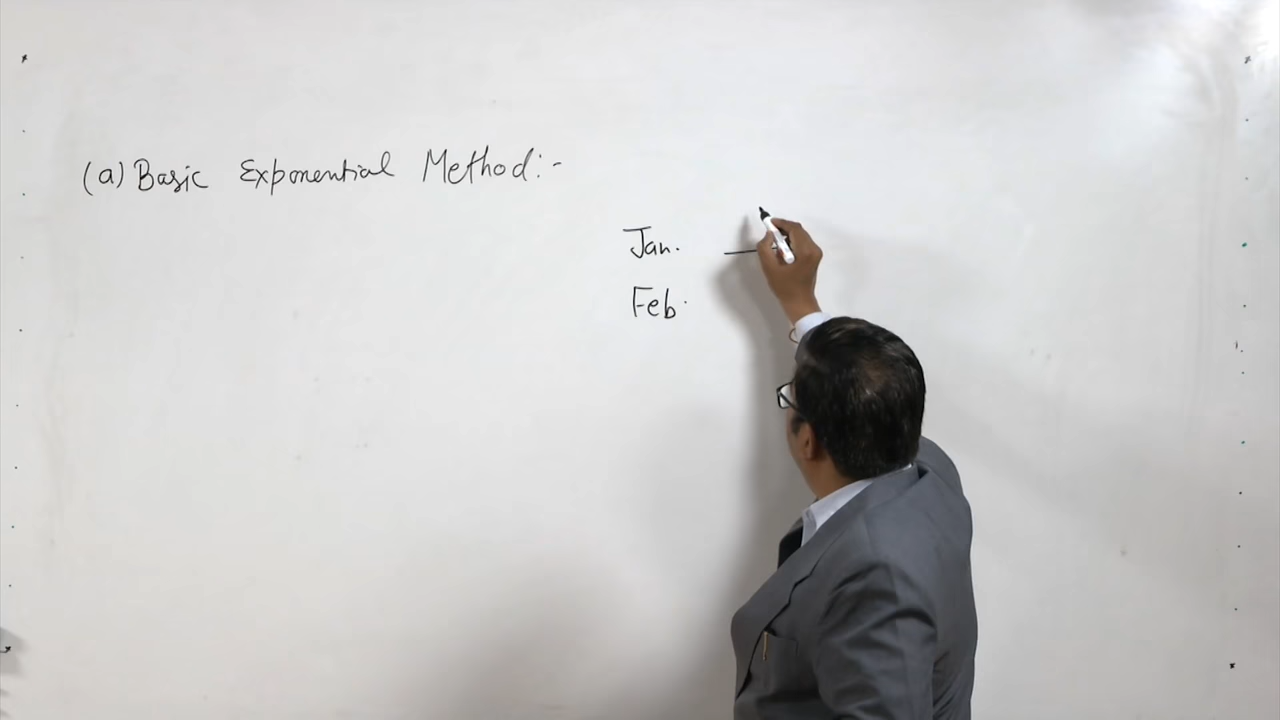 (a) Basic Exponential Method:-
Jan. —
Feb.